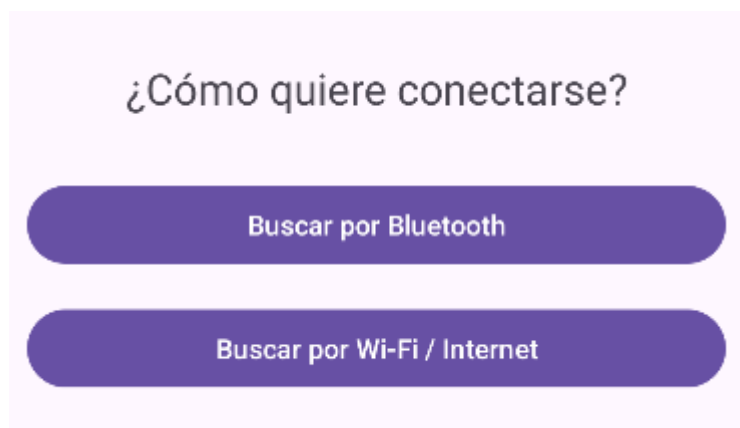 ¿Cómo quiere conectarse?
Buscar por Bluetooth
Buscar por Wi-Fi / Internet